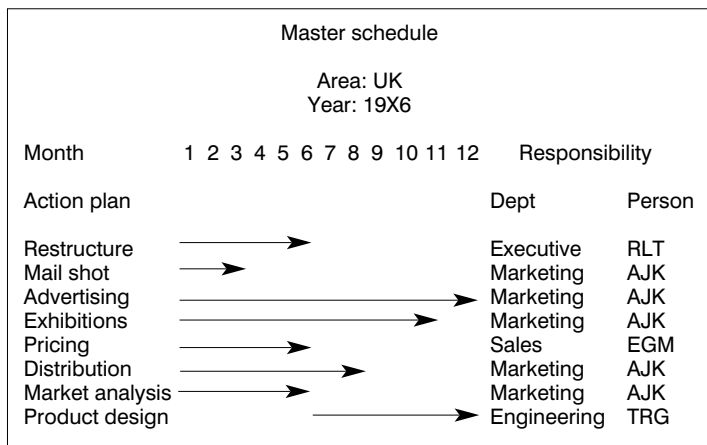 Master schedule
Area: UK
Year: 19X6
Month 1 2 3 4 5 6 7 8 9 10 11 12 Responsibility
Action plan Dept Person
Restructure Executive RLT
Mail shot Marketing AJK
Advertising Marketing AJK
Exhibitions Marketing AJK
Pricing Sales EGM
Distribution Marketing AJK
Market analysis Marketing AJK
Product design Engineering TRG